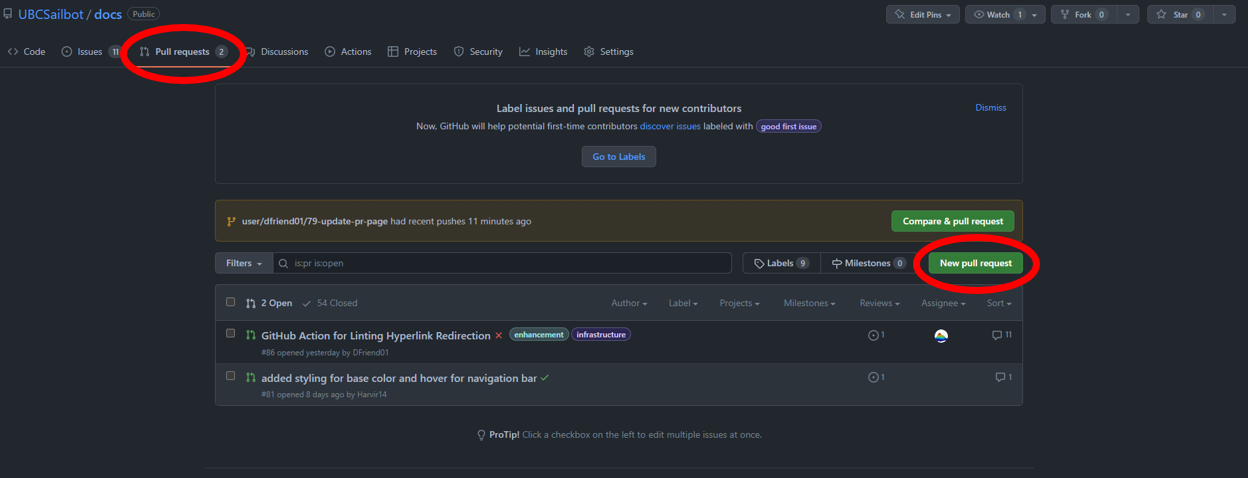 UBCSailbot / docs Public
Edit Pins Watch 1 Fork 0 Star 0
Code Issues 11 Pull requests 2 Discussions Actions Projects Security Insights Settings
Label issues and pull requests for new contributors
Dismiss
Now, GitHub will help potential first-time contributors discover issues labeled with good first issue
Go to Labels
user/dfriend01/79-update-pr-page had recent pushes 11 minutes ago
Compare & pull request
Filters is:pr is:open Labels 9 Milestones 0 New pull request
2 Open 54 Closed Author Label Projects Milestones Reviews Assignee Sort
GitHub Action for Linting Hyperlink Redirection enhancement infrastructure 1 11
#86 opened yesterday by DFriend01
added styling for base color and hover for navigation bar 1 1
#81 opened 8 days ago by Harvir14
ProTip! Click a checkbox on the left to edit multiple issues at once.